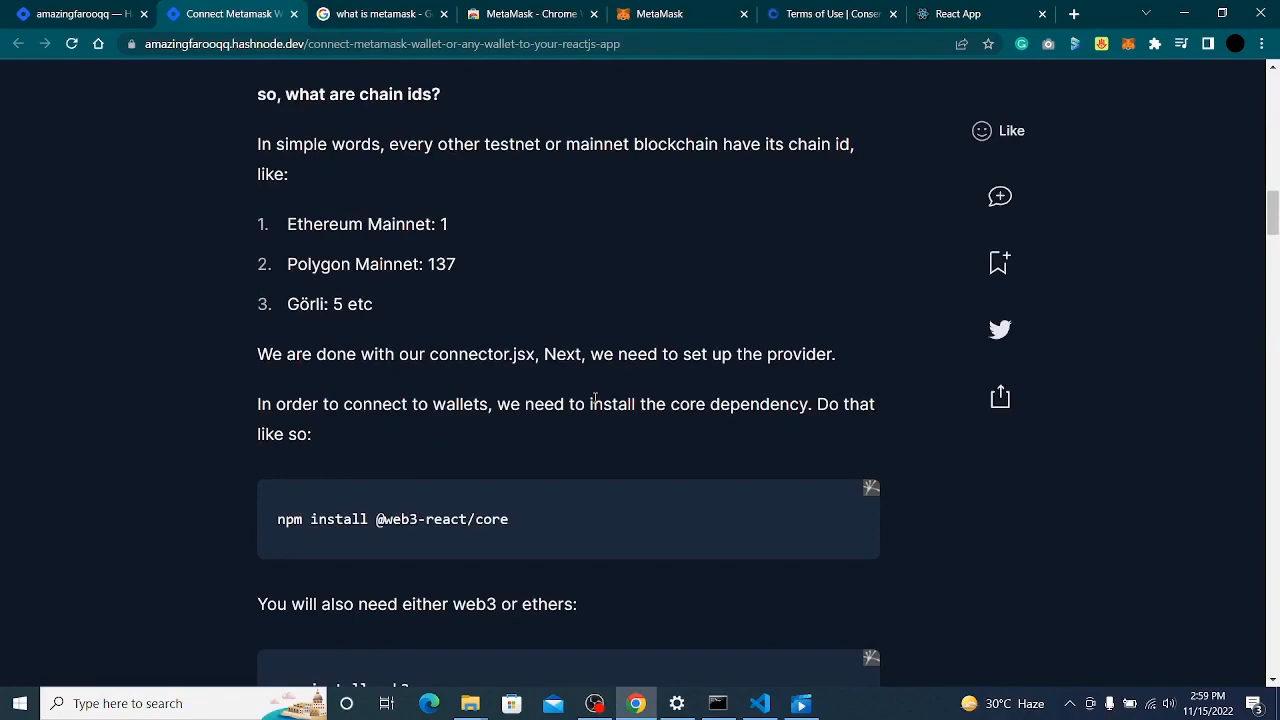 amazingfarooqq — H
Connect Metamask W
what is metamask - G
MetaMask - Chrome
MetaMask
Terms of Use | Conser
React App
amazingfarooqq.hashnode.dev/connect-metamask-wallet-or-any-wallet-to-your-reactjs-app
so, what are chain ids?
Like
In simple words, every other testnet or mainnet blockchain have its chain id,
like:
1. Ethereum Mainnet: 1
2. Polygon Mainnet: 137
3. Görli: 5 etc
We are done with our connector.jsx, Next, we need to set up the provider.
In order to connect to wallets, we need to install the core dependency. Do that
like so:
npm install @web3-react/core
You will also need either web3 or ethers:
Type here to search
30°C Haze
2:59 PM
11/15/2022
3